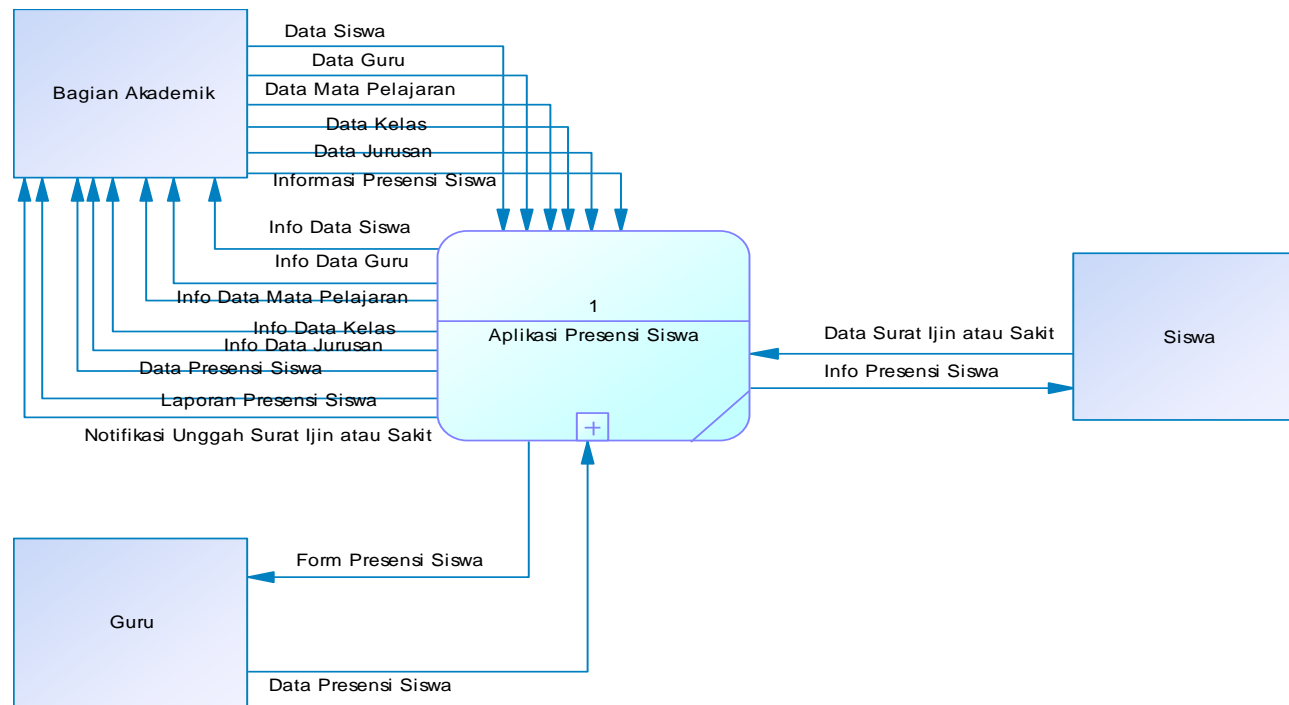 Data Siswa
Data Guru
Bagian Akademik
Data Mata Pelajaran
Data Kelas
Data Jurusan
Informasi Presensi Siswa
Info Data Siswa
Info Data Guru
Info Data Mata Pelajaran
Info Data Kelas
Info Data Jurusan
Data Presensi Siswa
Laporan Presensi Siswa
Notifikasi Unggah Surat Ijin atau Sakit
1
Aplikasi Presensi Siswa
Data Surat Ijin atau Sakit
Info Presensi Siswa
Siswa
Form Presensi Siswa
Guru
Data Presensi Siswa